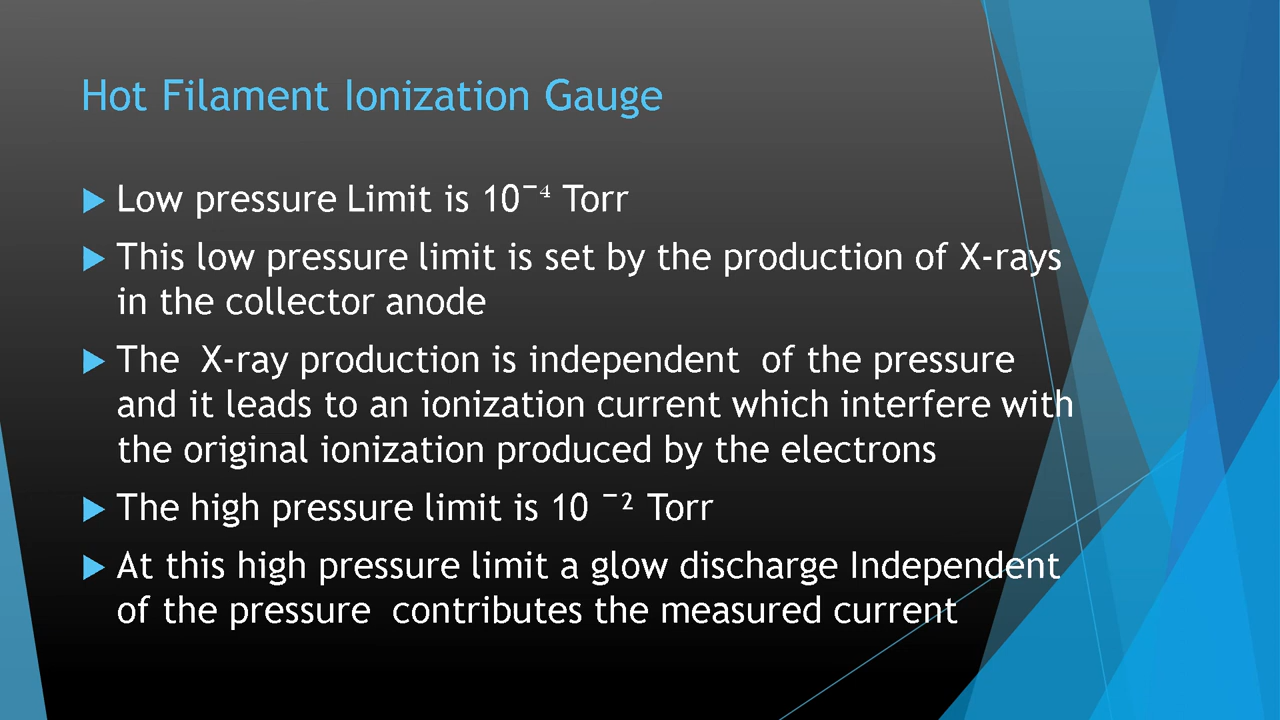 Hot Filament Ionization Gauge
Low pressure Limit is 10⁻⁴ Torr
This low pressure limit is set by the production of X-rays
in the collector anode
The X-ray production is independent of the pressure
and it leads to an ionization current which interfere with
the original ionization produced by the electrons
The high pressure limit is 10 ⁻² Torr
At this high pressure limit a glow discharge Independent
of the pressure contributes the measured current